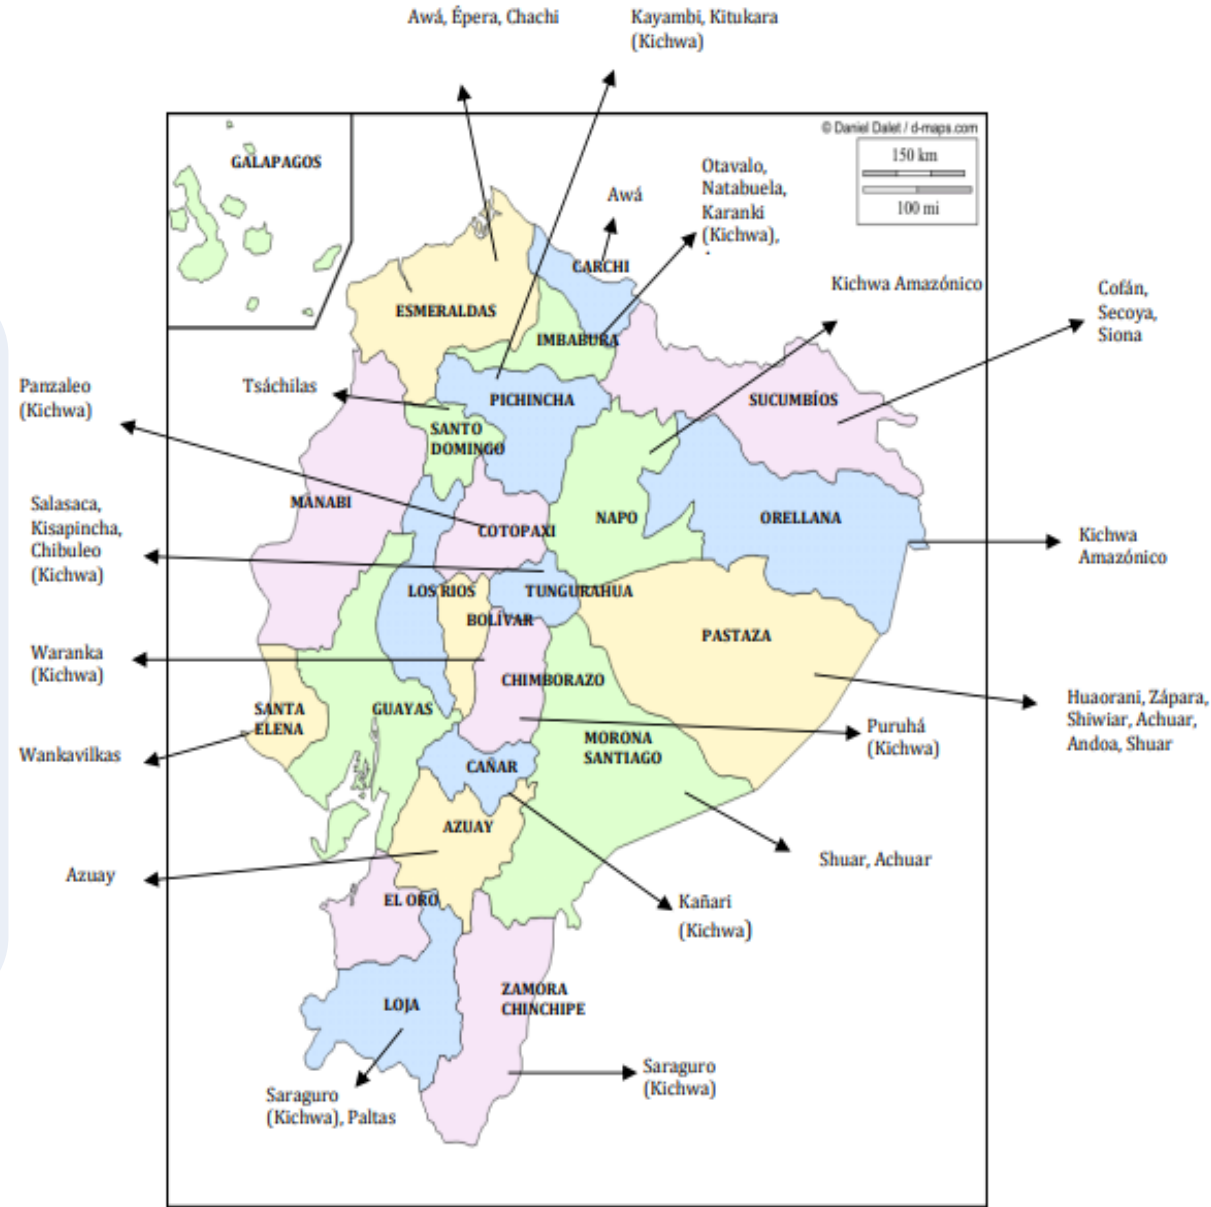 Awá, Épera, Chachi
Kayambi, Kitukara
(Kichwa)
© Daniel Dalet / d-maps.com
150 km
100 mi
GALAPAGOS
Otavalo,
Natabuela,
Karanki
(Kichwa),
.
Awá
CARCHI
Kichwa Amazónico
Cofán,
Secoya,
Siona
ESMERALDAS
IMBABURA
Panzaleo
(Kichwa)
Tsáchilas
PICHINCHA
SUCUMBÍOS
SANTO
DOMINGO
MANABI
Salasaca,
Kisapincha,
Chibuleo
(Kichwa)
COTOPAXI
NAPO
ORELLANA
Kichwa
Amazónico
LOS RIOS
TUNGURAHUA
BOLÍVAR
PASTAZA
Waranka
(Kichwa)
CHIMBORAZO
SANTA
ELENA
GUAYAS
Huaorani, Zápara,
Shiwiar, Achuar,
Andoa, Shuar
Puruhá
(Kichwa)
MORONA
SANTIAGO
Wankavilkas
CAÑAR
AZUAY
Shuar, Achuar
Azuay
EL ORO
Kañari
(Kichwa)
LOJA
ZAMORA
CHINCHIPE
Saraguro
(Kichwa)
Saraguro
(Kichwa), Paltas